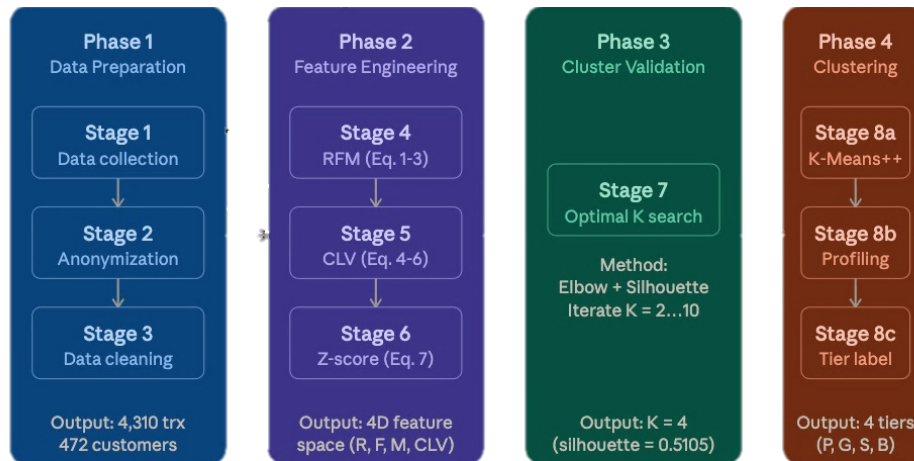 Phase 1
Data Preparation
Stage 1
Data collection
Stage 2
Anonymization
Stage 3
Data cleaning
Output: 4,310 trx
472 customers
Phase 2
Feature Engineering
Stage 4
RFM (Eq. 1-3)
Stage 5
CLV (Eq. 4-6)
Stage 6
Z-score (Eq. 7)
Output: 4D feature
space (R, F, M, CLV)
Phase 3
Cluster Validation
Stage 7
Optimal K search
Method:
Elbow + Silhouette
Iterate K = 2...10
Output: K = 4
(silhouette = 0.5105)
Phase 4
Clustering
Stage 8a
K-Means++
Stage 8b
Profiling
Stage 8c
Tier label
Output: 4 tiers
(P, G, S, B)